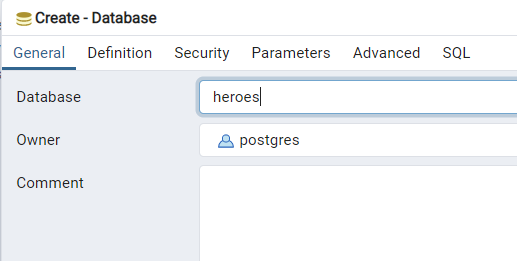 Create - Database
General Definition Security Parameters Advanced SQL
Database heroes
Owner postgres
Comment